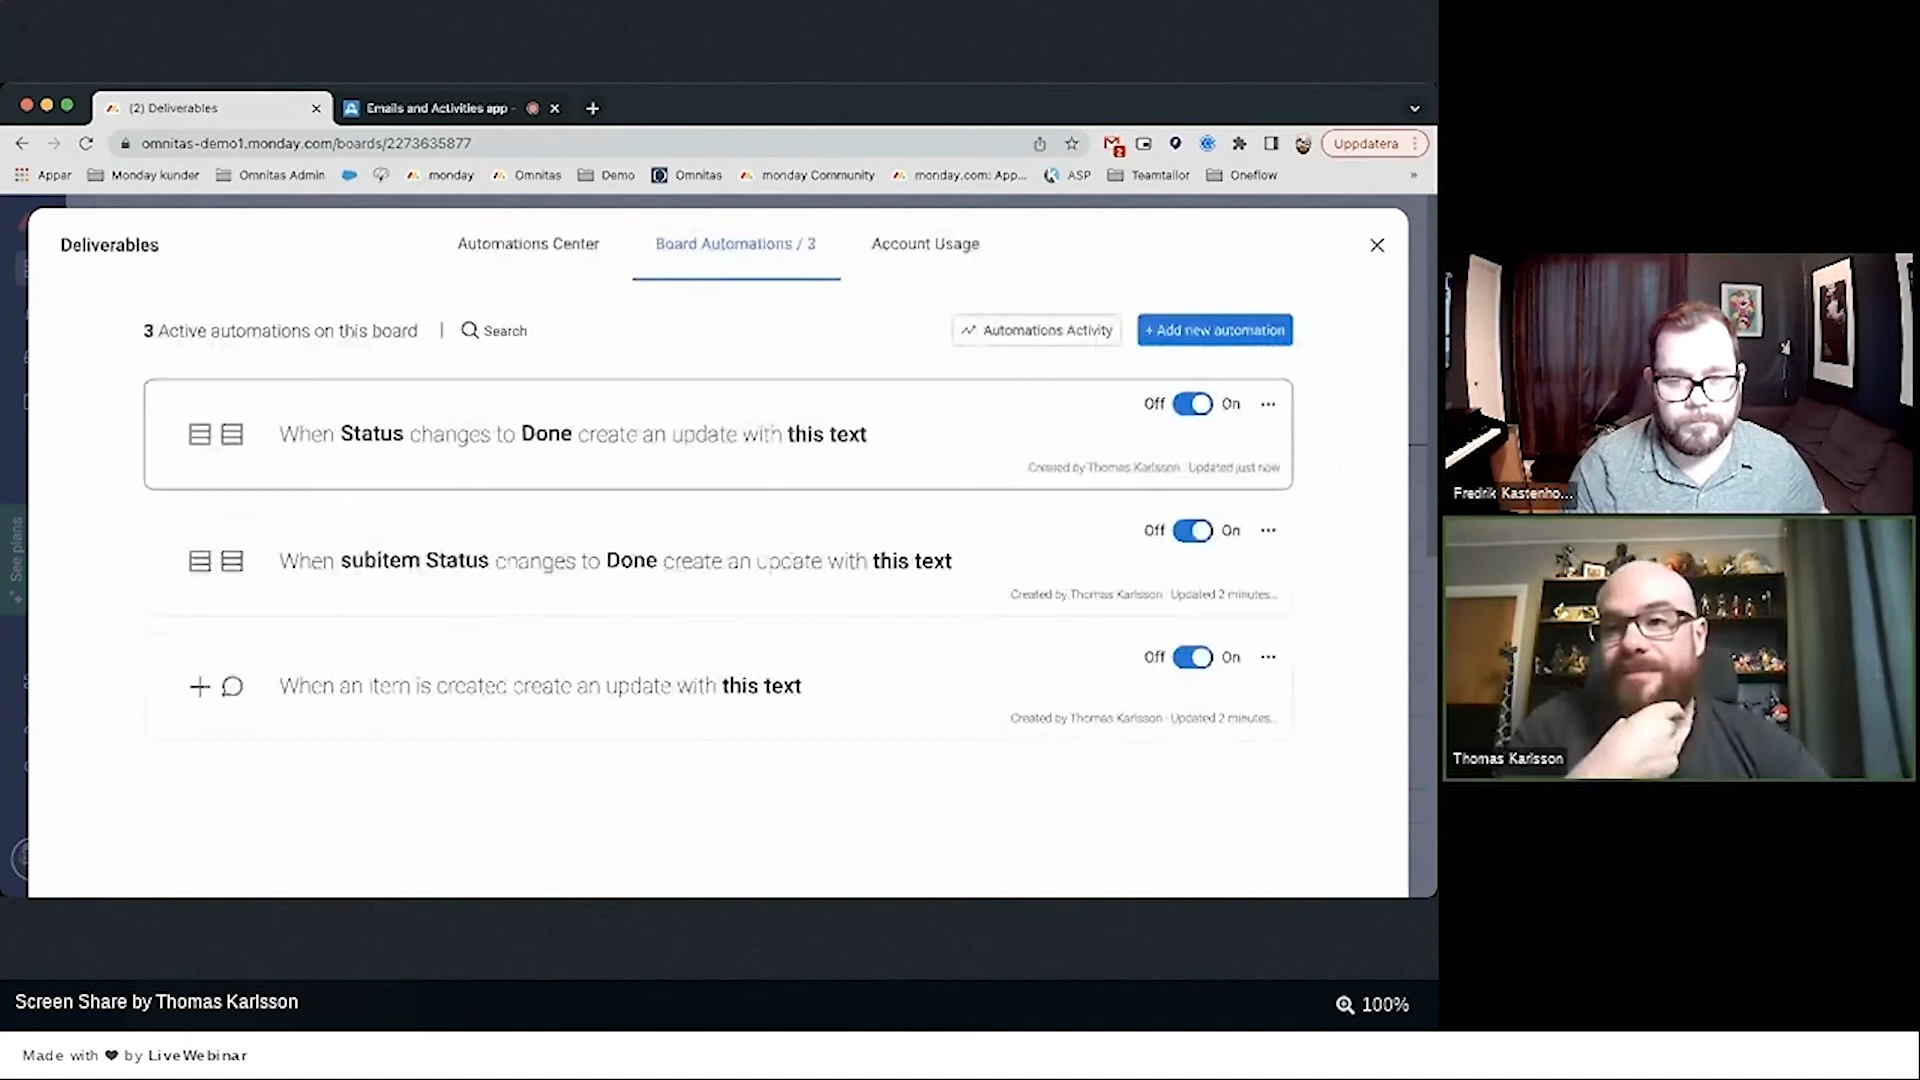 (2) Deliverables
Emails and Activities app -
omnitas-demo1.monday.com/boards/2273635877
2
Uppdatera
Appar
Monday kunder
Omnitas Admin
monday
Omnitas
Demo
Omnitas
monday Community
monday.com: App...
ASP
Teamtailor
Oneflow
»
Deliverables
Automations Center
Board Automations / 3
Account Usage
3 Active automations on this board
Search
Automations Activity
+ Add new automation
Off On
When Status changes to Done create an update with this text
Created by Thomas Karlsson · Updated just now
Off On
When subitem Status changes to Done create an update with this text
Created by Thomas Karlsson · Updated 2 minutes...
Off On
When an item is created create an update with this text
Created by Thomas Karlsson · Updated 2 minutes...
See plans
Fredrik Kastenho...
Thomas Karlsson
Screen Share by Thomas Karlsson
100%
Made with ❤ by LiveWebinar